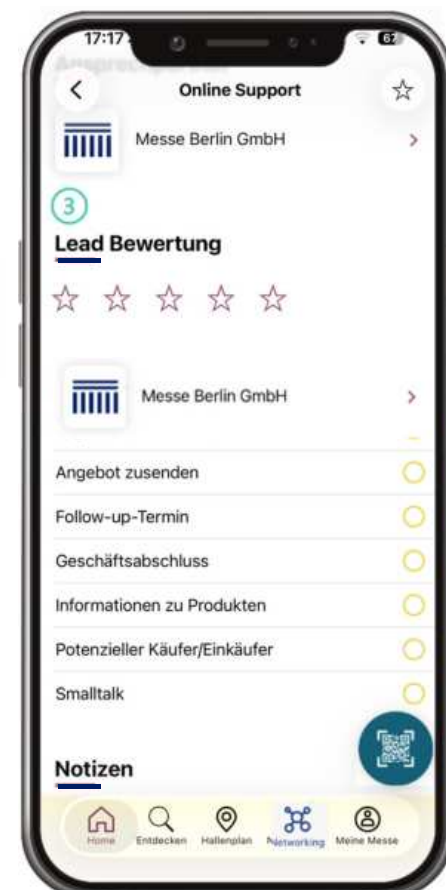 17:17
Ansprechpartner
Online Support
Messe Berlin GmbH
3
Lead Bewertung
Messe Berlin GmbH
Angebot zusenden
Follow-up-Termin
Geschäftsabschluss
Informationen zu Produkten
Potenzieller Käufer/Einkäufer
Smalltalk
Notizen
Home Entdecken Hallenplan Networking Meine Messe